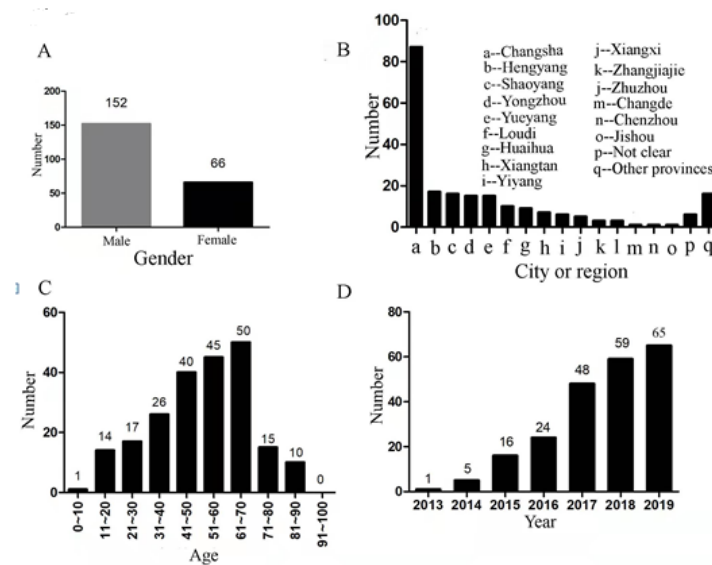 A
200
150
100
50
0
Number
152
66
Male Female
Gender
B
100
80
60
40
20
0
Number
a--Changsha
b--Hengyang
c--Shaoyang
d--Yongzhou
e--Yueyang
f--Loudi
g--Huaihua
h--Xiangtan
i--Yiyang
j--Xiangxi
k--Zhangjiajie
j--Zhuzhou
m--Changde
n--Chenzhou
o--Jishou
p--Not clear
q--Other provinces
a b c d e f g h i j k l m n o p q
City or region
C
60
40
20
0
Number
1 14 17 26 40 45 50 15 10 0
0~10 11~20 21~30 31~40 41~50 51~60 61~70 71~80 81~90 91~100
Age
D
80
60
40
20
0
Number
1 5 16 24 48 59 65
2013 2014 2015 2016 2017 2018 2019
Year